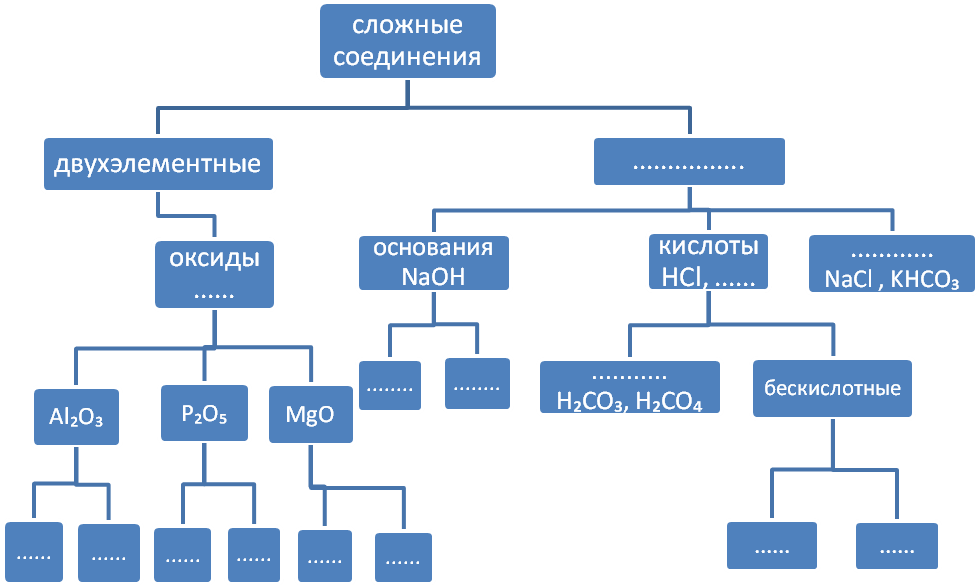 сложные
соединения
двухэлементные
...............
оксиды
......
основания
NaOH
кислоты
HCl, ......
............
NaCl , KHCO₃
Al₂O₃
P₂O₅
MgO
........
........
...........
H₂CO₃, H₂CO₄
бескислотные
......
......
......
......
......
......
......
......